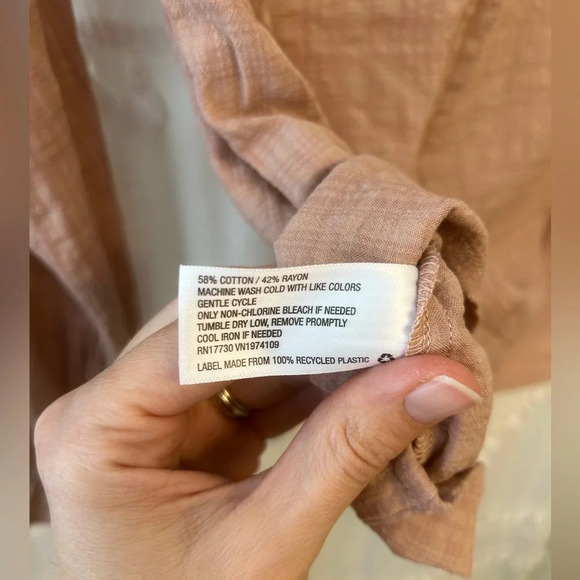 58% COTTON / 42% RAYON
MACHINE WASH COLD WITH LIKE COLORS
GENTLE CYCLE
ONLY NON-CHLORINE BLEACH IF NEEDED
TUMBLE DRY LOW, REMOVE PROMPTLY
COOL IRON IF NEEDED
RN17730 VN1974109
LABEL MADE FROM 100% RECYCLED PLASTIC